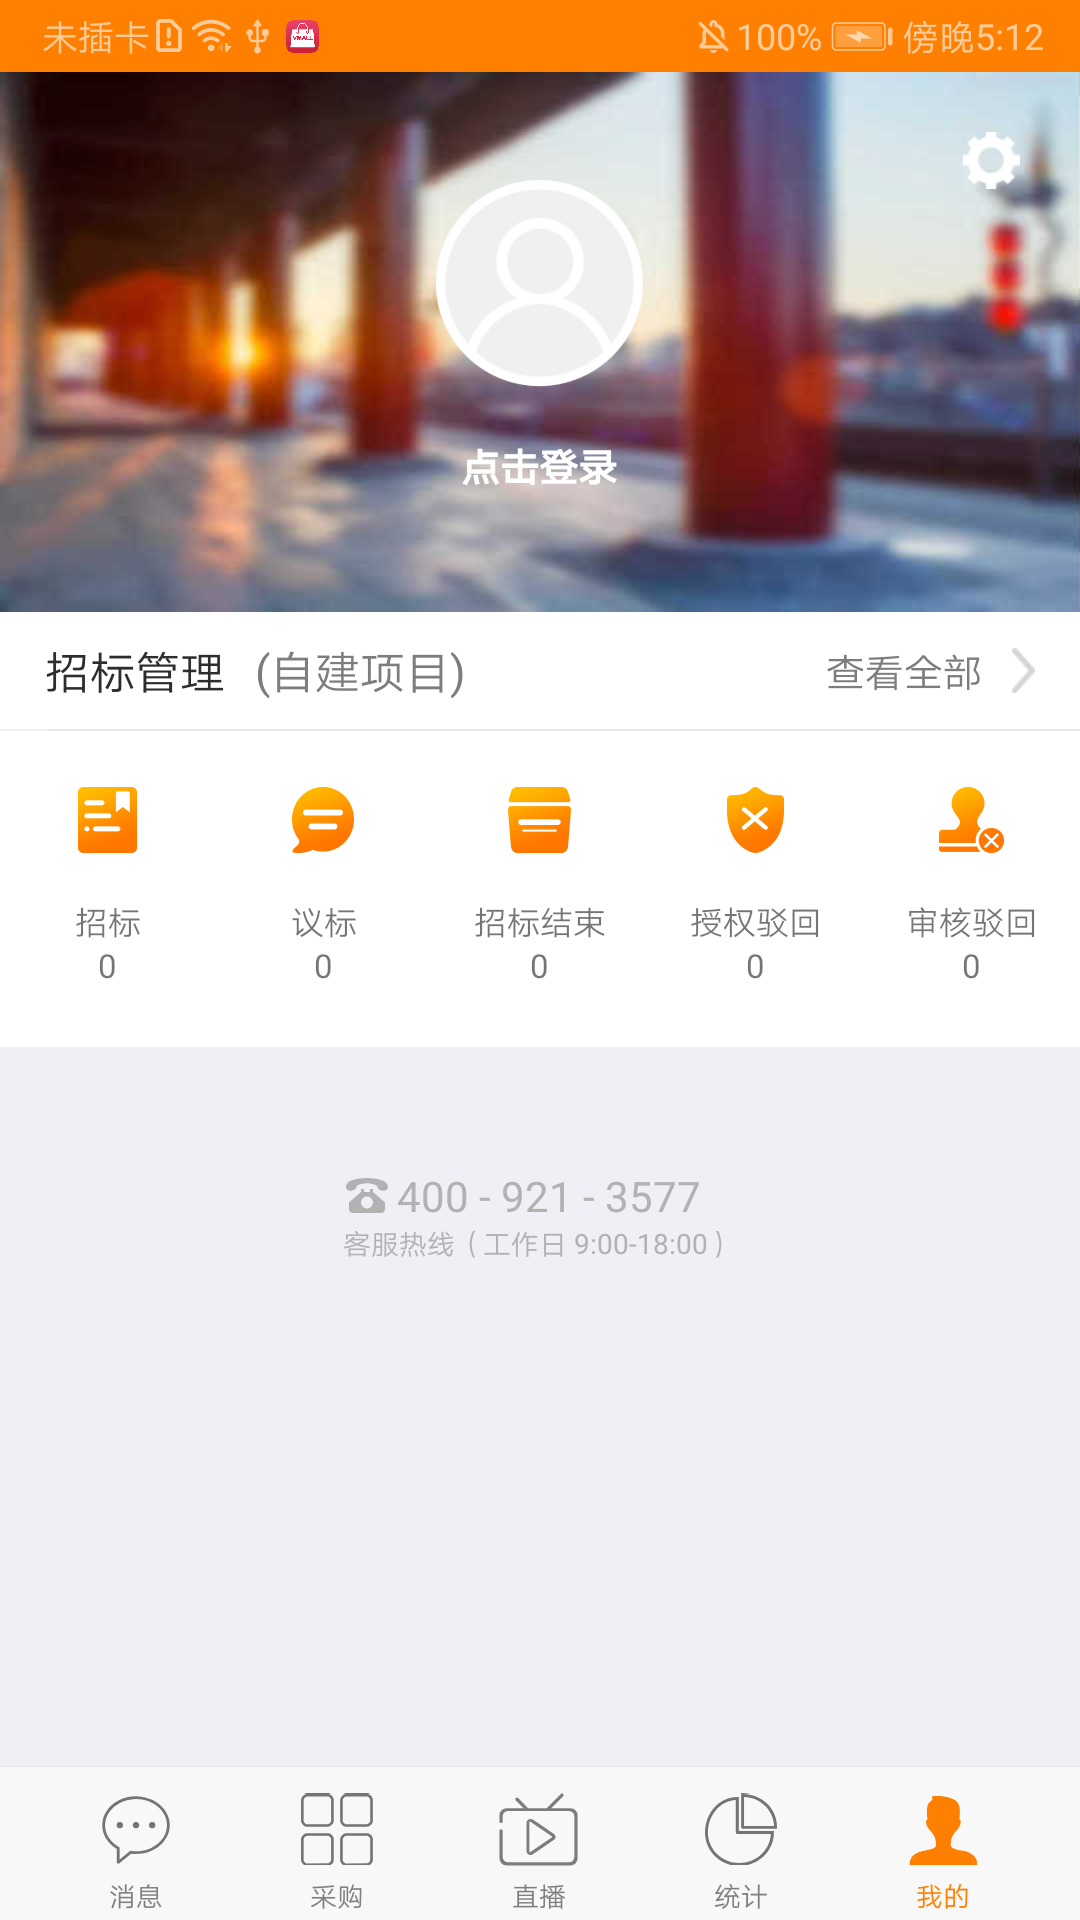 未插卡 100% 傍晚5:12
点击登录
招标管理 (自建项目) 查看全部
招标 议标 招标结束 授权驳回 审核驳回
0 0 0 0 0
400 - 921 - 3577
客服热线（工作日 9:00-18:00）
消息 采购 直播 统计 我的